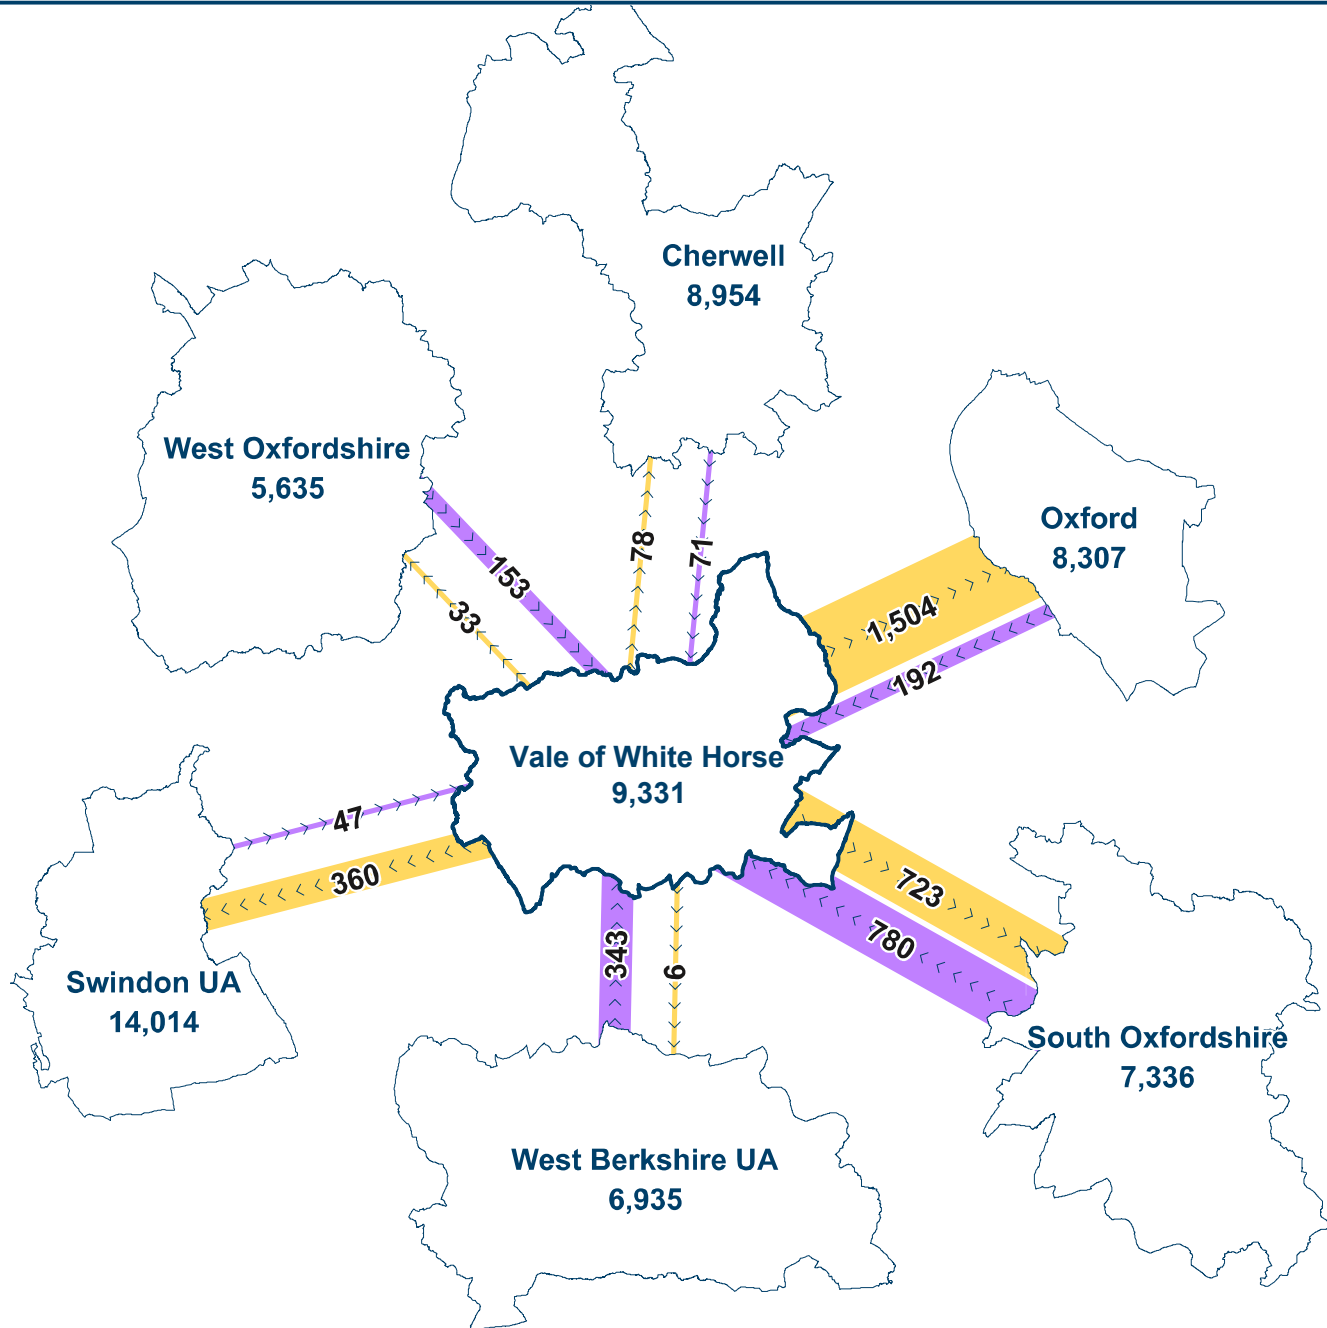 Cherwell
8,954
West Oxfordshire
5,635
Oxford
8,307
153
78
71
33
1,504
192
Vale of White Horse
9,331
47
360
723
780
343
6
Swindon UA
14,014
South Oxfordshire
7,336
West Berkshire UA
6,935